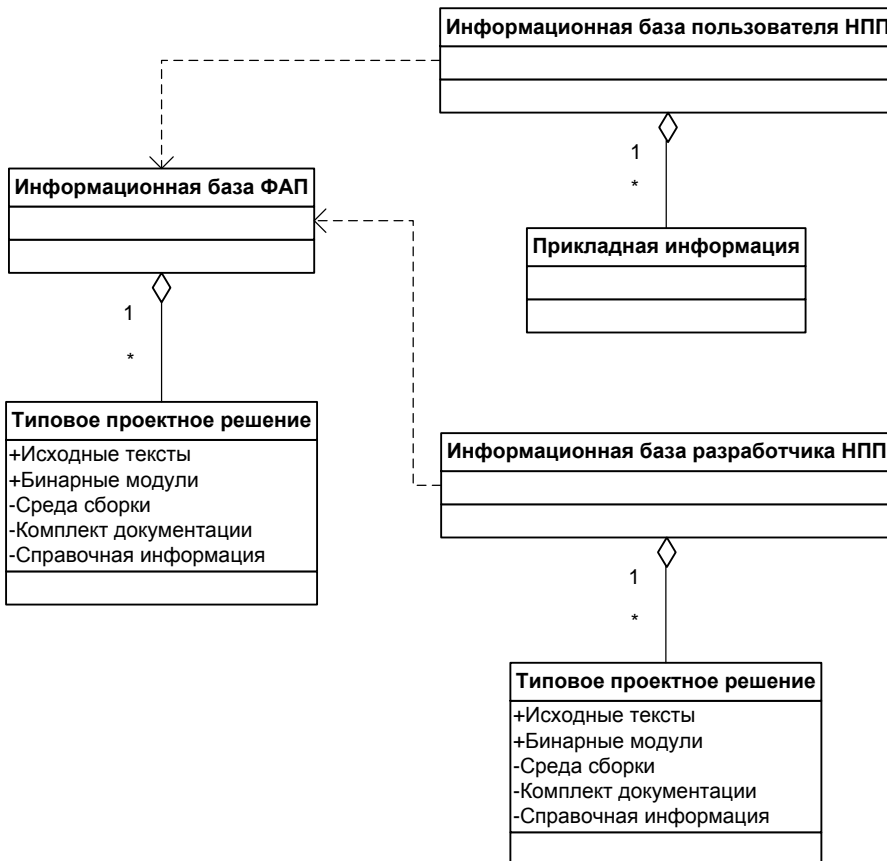 Информационная база пользователя НПП
1
*
Прикладная информация
Информационная база ФАП
1
*
Типовое проектное решение
+Исходные тексты
+Бинарные модули
-Среда сборки
-Комплект документации
-Справочная информация
Информационная база разработчика НПП
1
*
Типовое проектное решение
+Исходные тексты
+Бинарные модули
-Среда сборки
-Комплект документации
-Справочная информация